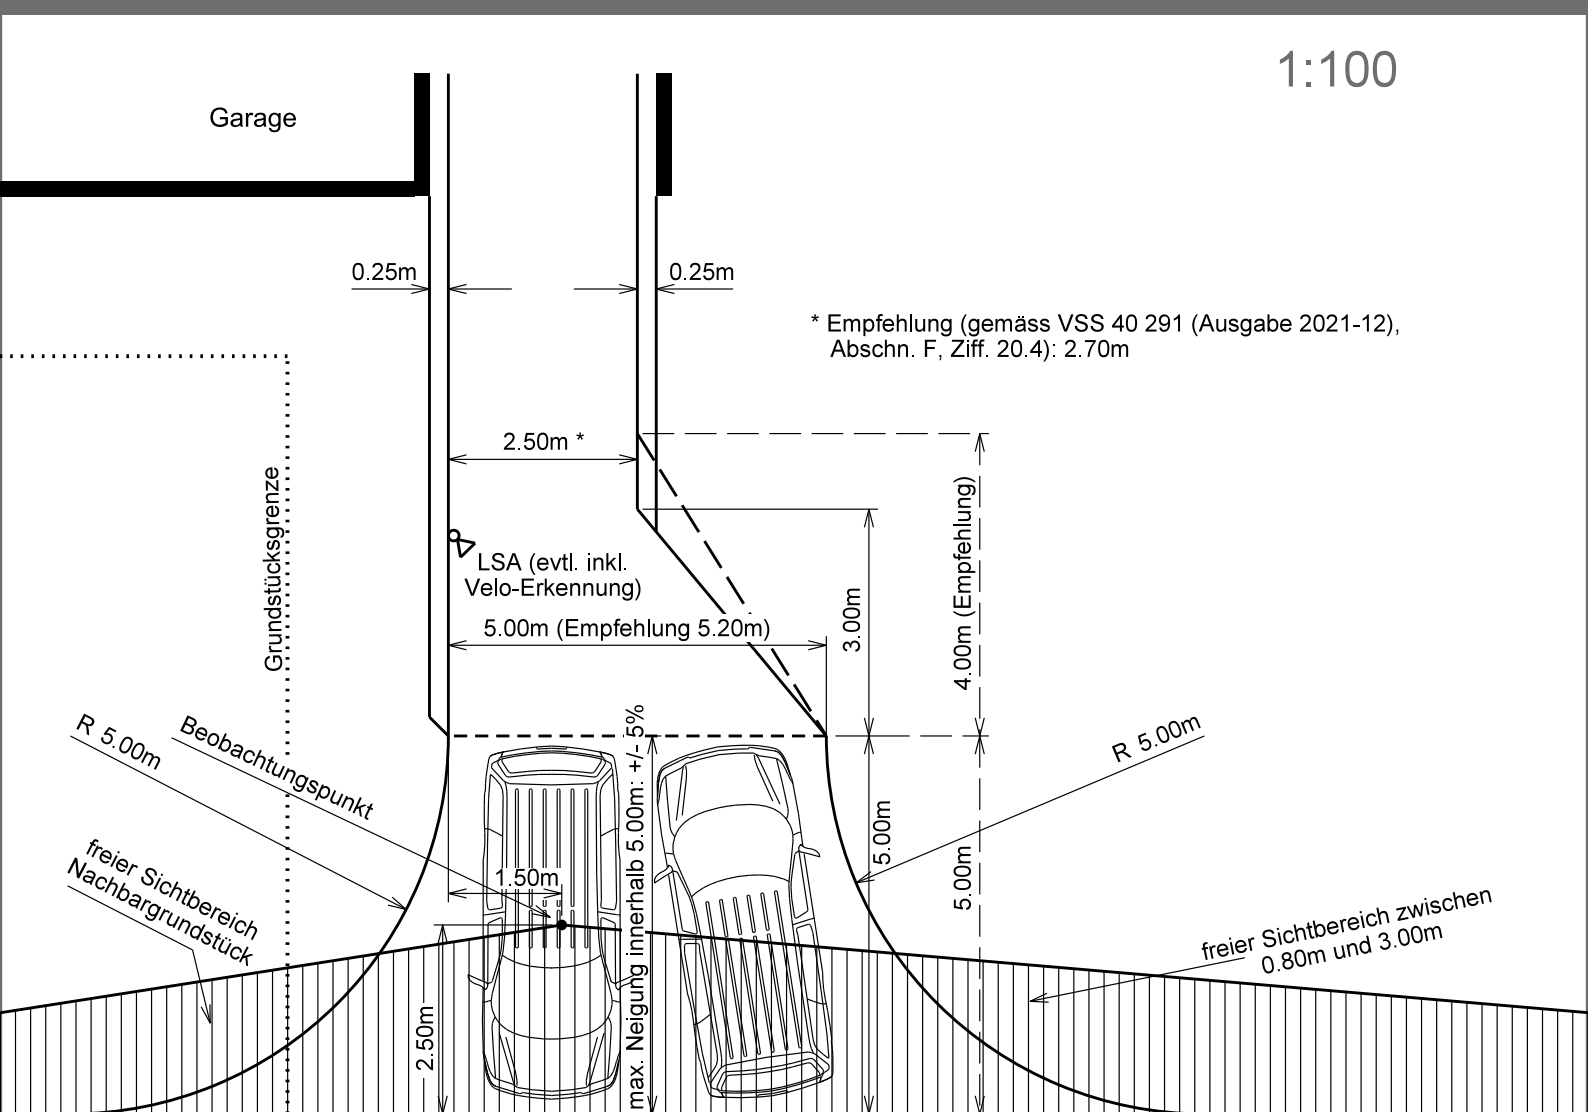 1:100
Garage
0.25m
0.25m
* Empfehlung (gemäss VSS 40 291 (Ausgabe 2021-12),
Abschn. F, Ziff. 20.4): 2.70m
2.50m *
Grundstücksgrenze
LSA (evtl. inkl.
Velo-Erkennung)
5.00m (Empfehlung 5.20m)
3.00m
4.00m (Empfehlung)
R 5.00m
Beobachtungspunkt
max. Neigung innerhalb 5.00m: +/- 5%
R 5.00m
5.00m
5.00m
freier Sichtbereich
Nachbargrundstück
1.50m
freier Sichtbereich zwischen
0.80m und 3.00m
2.50m